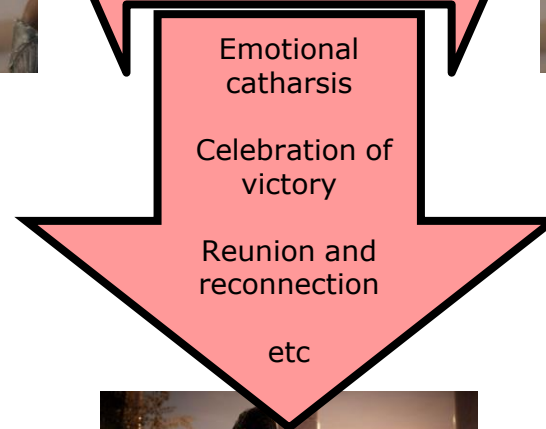 Emotional
catharsis
Celebration of
victory
Reunion and
reconnection
etc